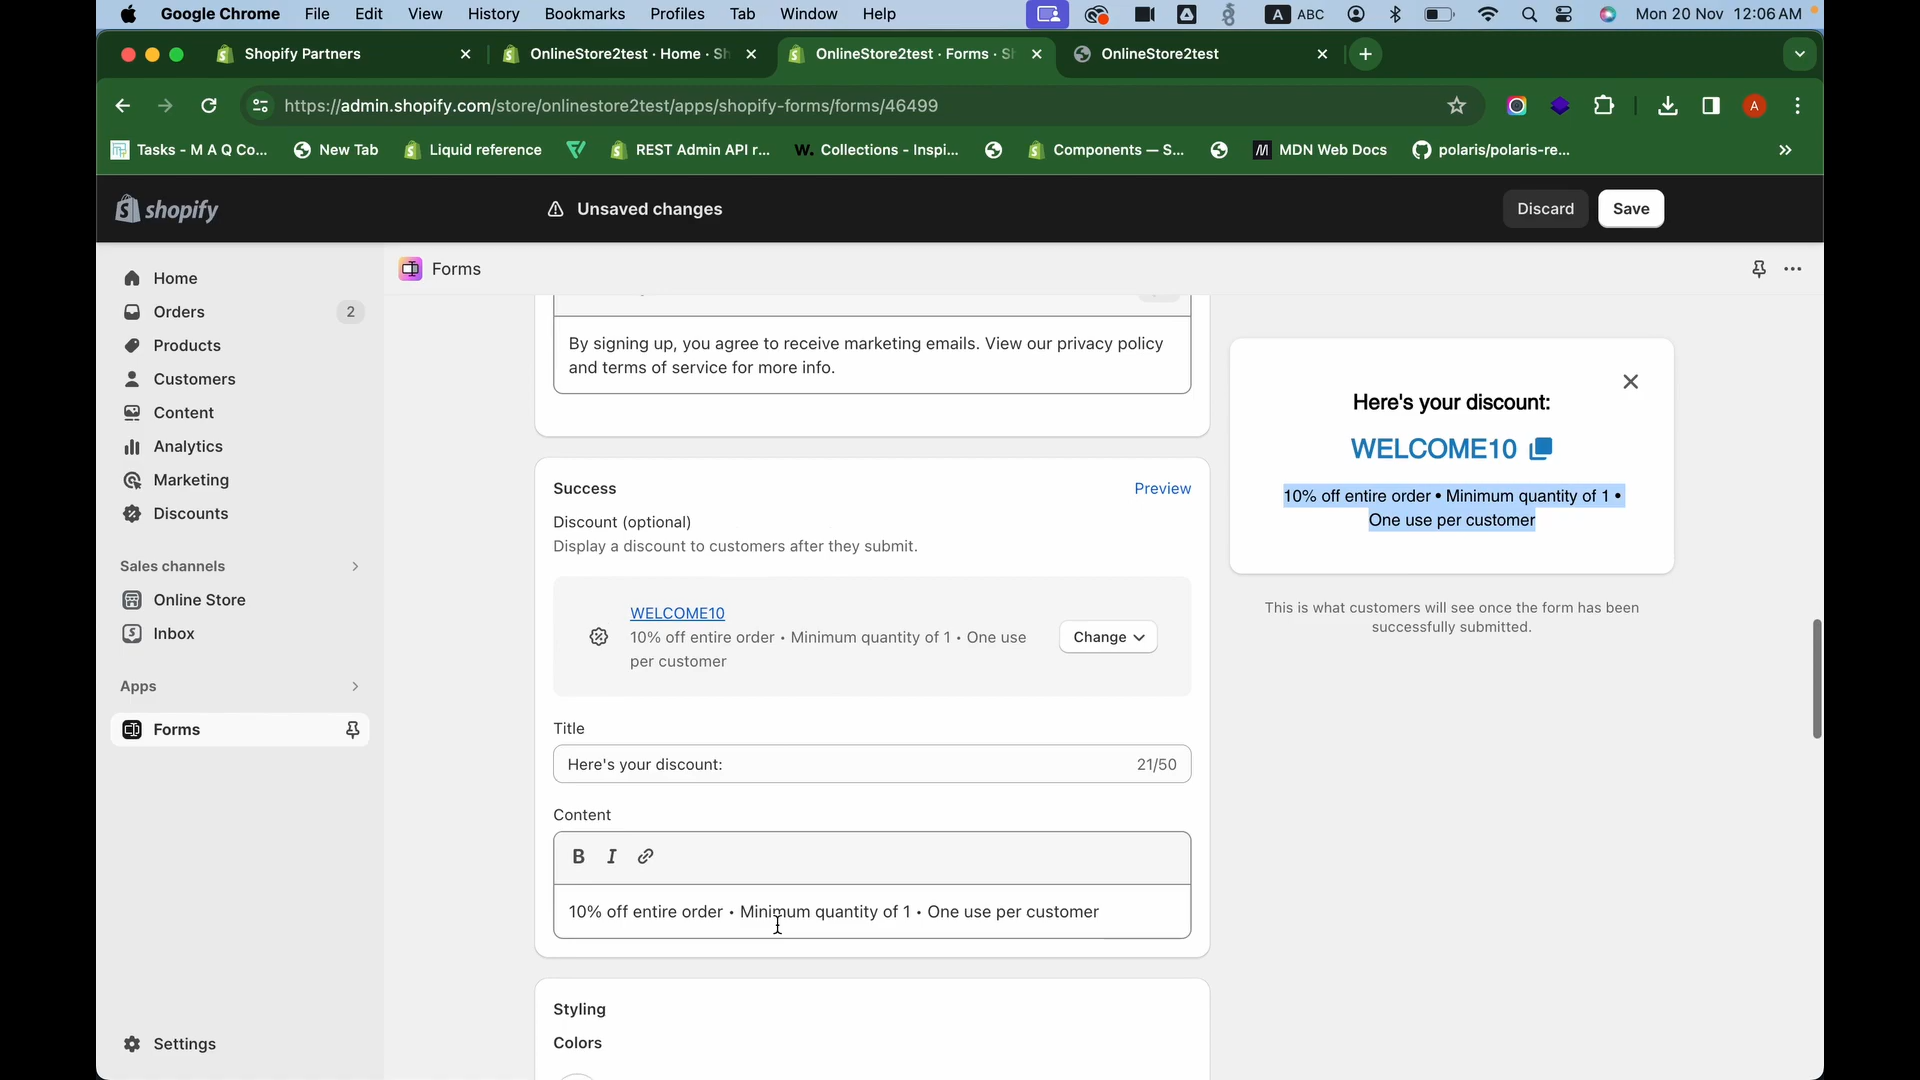 Google Chrome File Edit View History Bookmarks Profiles Tab Window Help A ABC Mon 20 Nov 12:06 AM
Shopify Partners
OnlineStore2test · Home · Sh
OnlineStore2test · Forms · Sh
OnlineStore2test
https://admin.shopify.com/store/onlinestore2test/apps/shopify-forms/forms/46499
A
Tasks - M A Q Co...
New Tab
Liquid reference
REST Admin API r...
W. Collections - Inspi...
Components — S...
MDN Web Docs
polaris/polaris-re...
shopify
Unsaved changes
Discard
Save
Home
Orders 2
Products
Customers
Content
Analytics
Marketing
Discounts
Sales channels
Online Store
Inbox
Apps
Forms
Settings
Forms
By signing up, you agree to receive marketing emails. View our privacy policy
and terms of service for more info.
Success
Preview
Discount (optional)
Display a discount to customers after they submit.
WELCOME10
10% off entire order • Minimum quantity of 1 • One use
per customer
Change
Title
Here's your discount:
21/50
Content
B I
10% off entire order • Minimum quantity of 1 • One use per customer
Styling
Colors
Here's your discount:
WELCOME10
10% off entire order • Minimum quantity of 1 •
One use per customer
This is what customers will see once the form has been
successfully submitted.